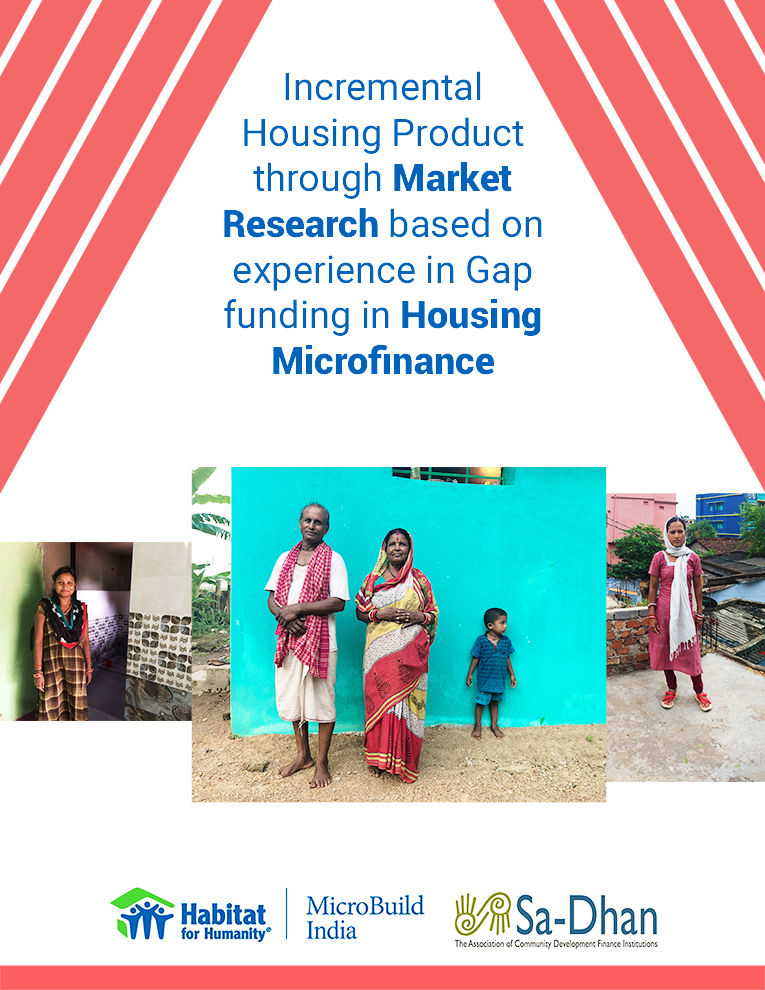 Incremental
Housing Product
through Market
Research based on
experience in Gap
funding in Housing
Microfinance
Habitat
for Humanity®
MicroBuild
India
Sa-Dhan
The Association of Community Development Finance Institutions